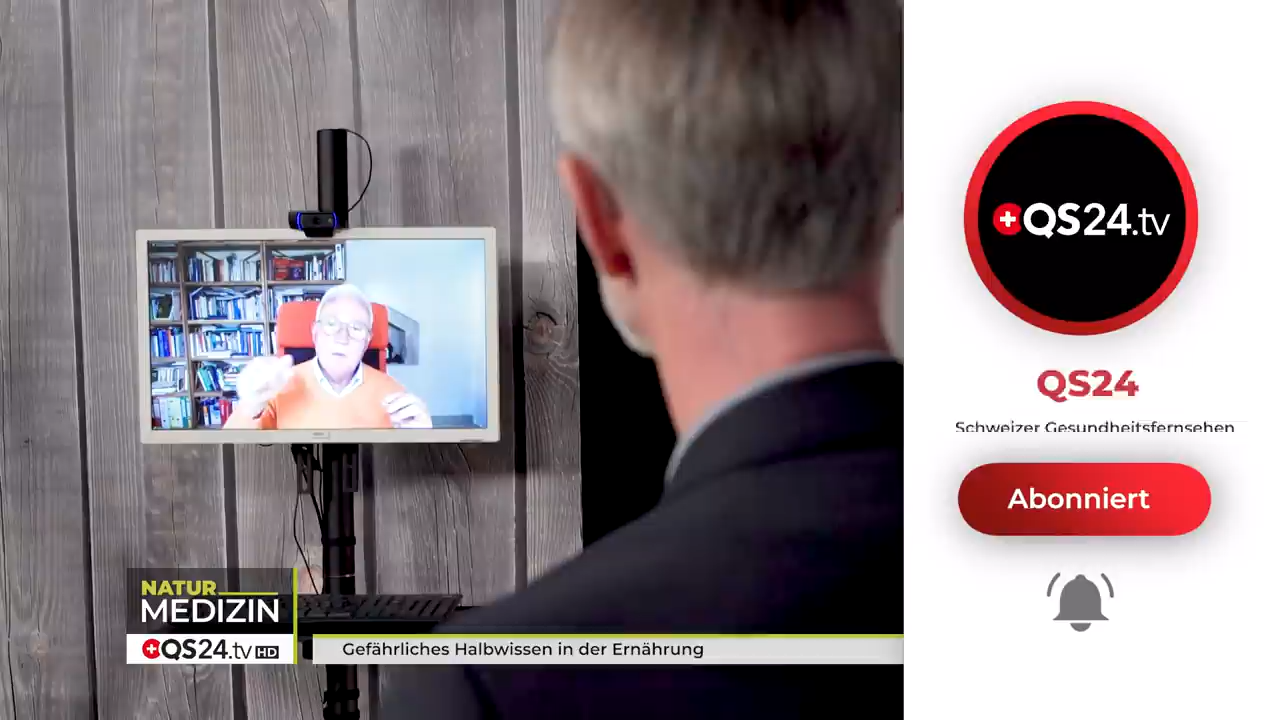 NATUR
MEDIZIN
QS24.tv HD
Gefährliches Halbwissen in der Ernährung
QS24.tv
QS24
Schweizer Gesundheitsfernsehen
Abonniert